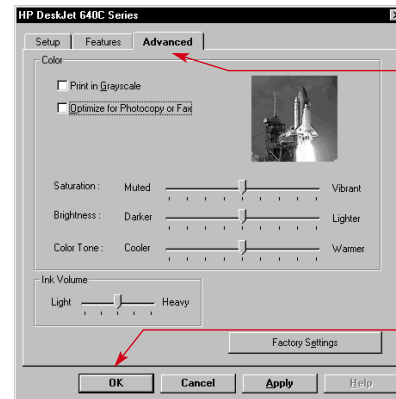 HP DeskJet 640C Series
Setup Features Advanced
Color
Print in Grayscale
Optimize for Photocopy or Fax
Saturation : Muted Vibrant
Brightness : Darker Lighter
Color Tone : Cooler Warmer
Ink Volume
Light Heavy
Factory Settings
OK Cancel Apply Help